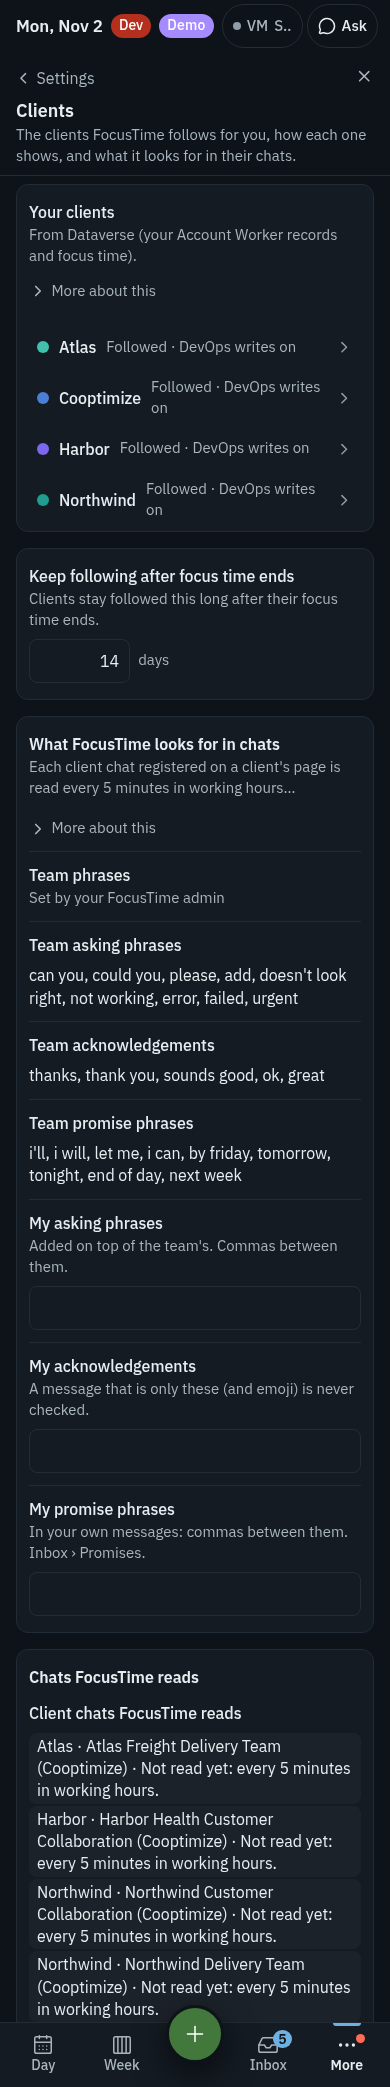 Mon, Nov 2 Dev Demo VM S.. Ask
Settings
Clients
The clients FocusTime follows for you, how each one
shows, and what it looks for in their chats.
Your clients
From Dataverse (your Account Worker records
and focus time).
More about this
Atlas Followed · DevOps writes on
Cooptimize Followed · DevOps writes
on
Harbor Followed · DevOps writes on
Northwind Followed · DevOps writes
on
Keep following after focus time ends
Clients stay followed this long after their focus
time ends.
14 days
What FocusTime looks for in chats
Each client chat registered on a client's page is
read every 5 minutes in working hours...
More about this
Team phrases
Set by your FocusTime admin
Team asking phrases
can you, could you, please, add, doesn't look
right, not working, error, failed, urgent
Team acknowledgements
thanks, thank you, sounds good, ok, great
Team promise phrases
i'll, i will, let me, i can, by friday, tomorrow,
tonight, end of day, next week
My asking phrases
Added on top of the team's. Commas between
them.
My acknowledgements
A message that is only these (and emoji) is never
checked.
My promise phrases
In your own messages: commas between them.
Inbox › Promises.
Chats FocusTime reads
Client chats FocusTime reads
Atlas · Atlas Freight Delivery Team
(Cooptimize) · Not read yet: every 5 minutes
in working hours.
Harbor · Harbor Health Customer
Collaboration (Cooptimize) · Not read yet:
every 5 minutes in working hours.
Northwind · Northwind Customer
Collaboration (Cooptimize) · Not read yet:
every 5 minutes in working hours.
Northwind · Northwind Delivery Team
(Cooptimize) · Not read yet: every 5 minutes
in working hours.
5
Day Week Inbox More